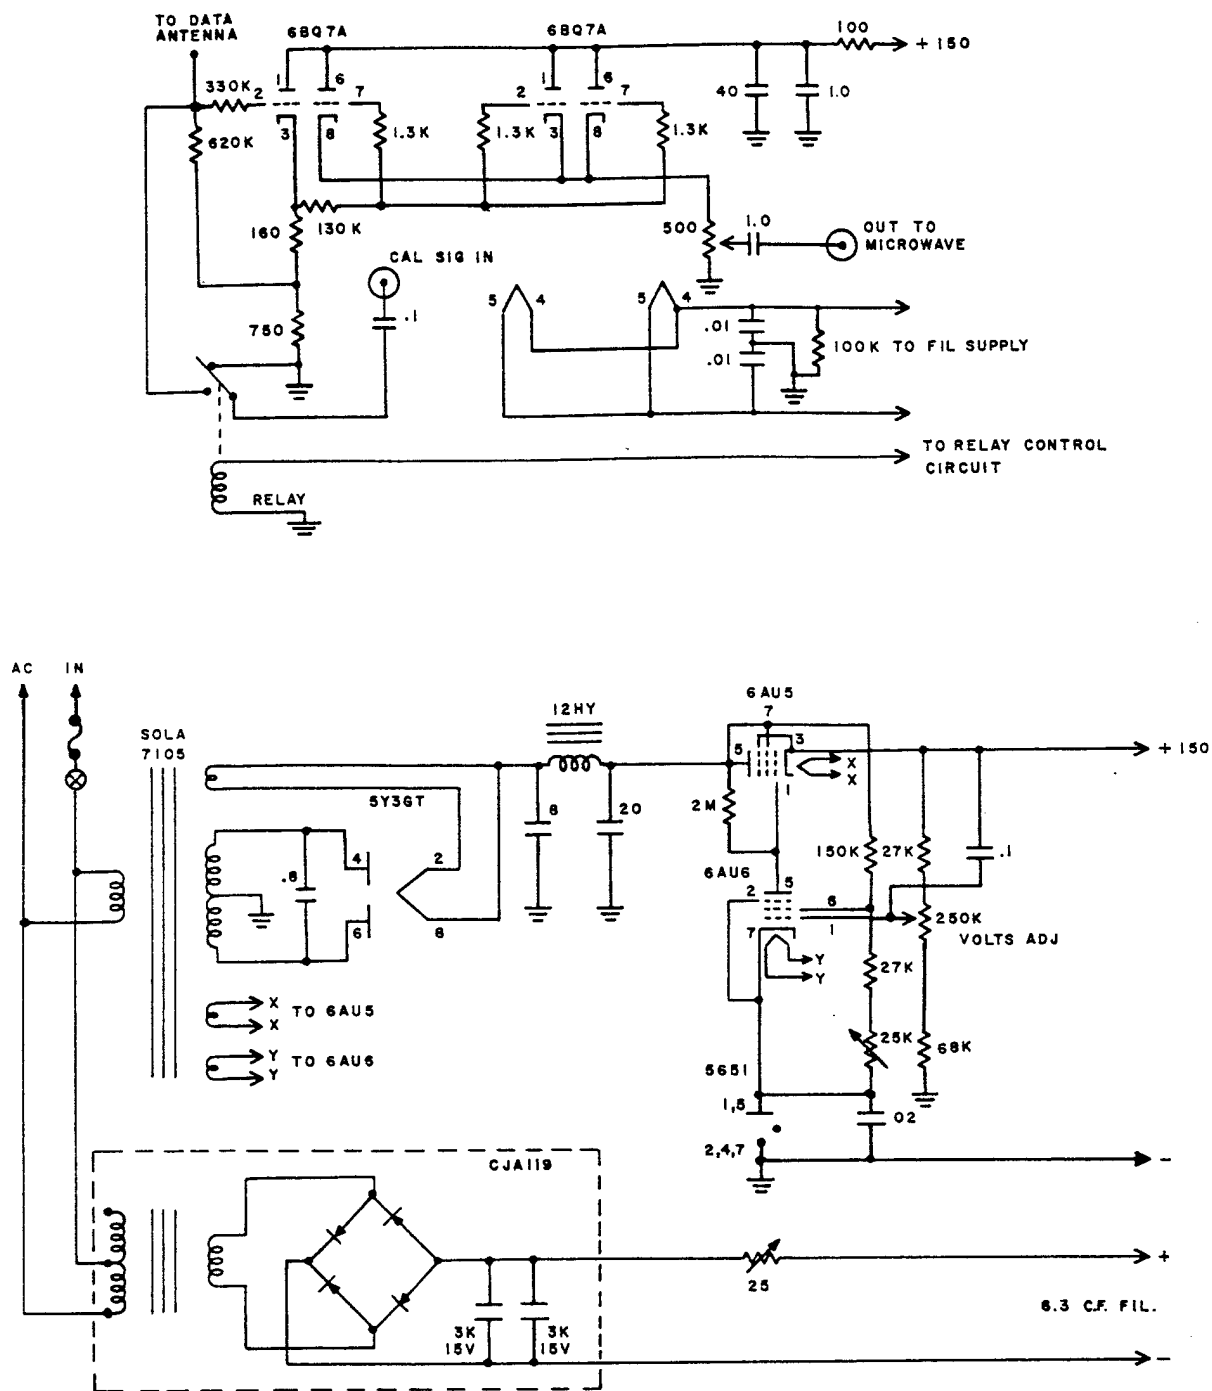 TO DATA
ANTENNA
6BQ7A
6BQ7A
100
+ 150
330K
2
1
6
7
3
8
620K
1.3K
2
1
6
7
3
8
1.3K
1.3K
40
1.0
160
130K
500
1.0
OUT TO
MICROWAVE
CAL SIG IN
.1
750
5
4
5
4
.01
.01
100K TO FIL SUPPLY
TO RELAY CONTROL
CIRCUIT
RELAY
AC
IN
SOLA
7105
5Y3GT
12HY
8
20
6AU5
7
5
3
1
X
X
+ 150
2M
.6
4
6
2
8
6AU6
2
5
6
1
7
Y
Y
150K
27K
.1
250K
VOLTS ADJ
27K
25K
68K
X
X
TO 6AU5
Y
Y
TO 6AU6
5651
1,5
2,4,7
02
-
CJA119
3K
15V
3K
15V
25
+
6.3 C.F. FIL.
-